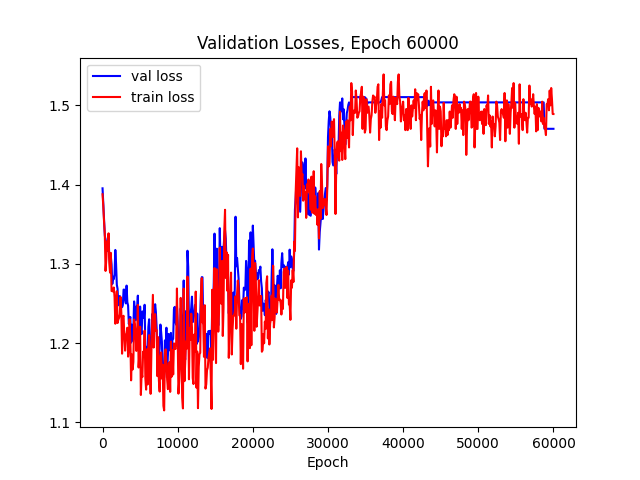 Validation Losses, Epoch 60000
val loss
train loss
1.5
1.4
1.3
1.2
1.1
0 10000 20000 30000 40000 50000 60000
Epoch